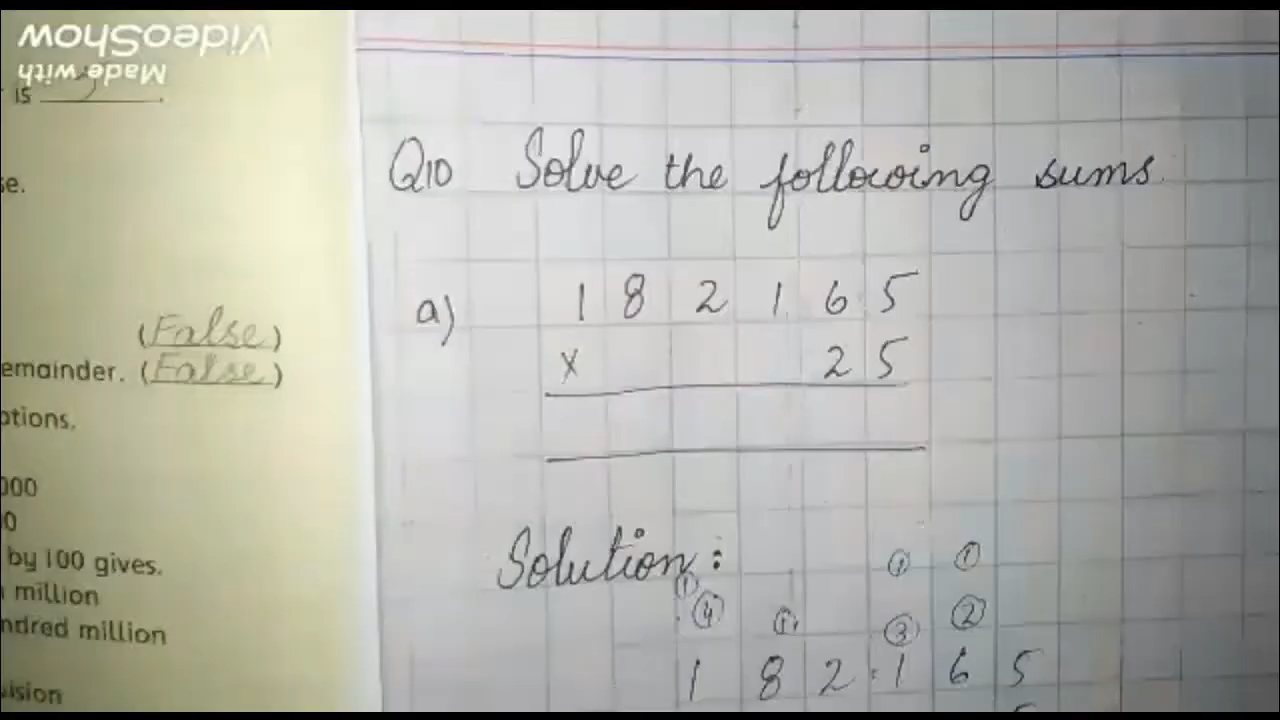 Made with
VideoShow
is
se.
(False)
emainder. (False)
ations.
000
0
by 100 gives.
million
ndred million
ision
Q10 Solve the following sums.
a) 1 8 2 1 6 5
x 2 5
Solution:
1 1 1
4 1 3 2
1 8 2 1 6 5